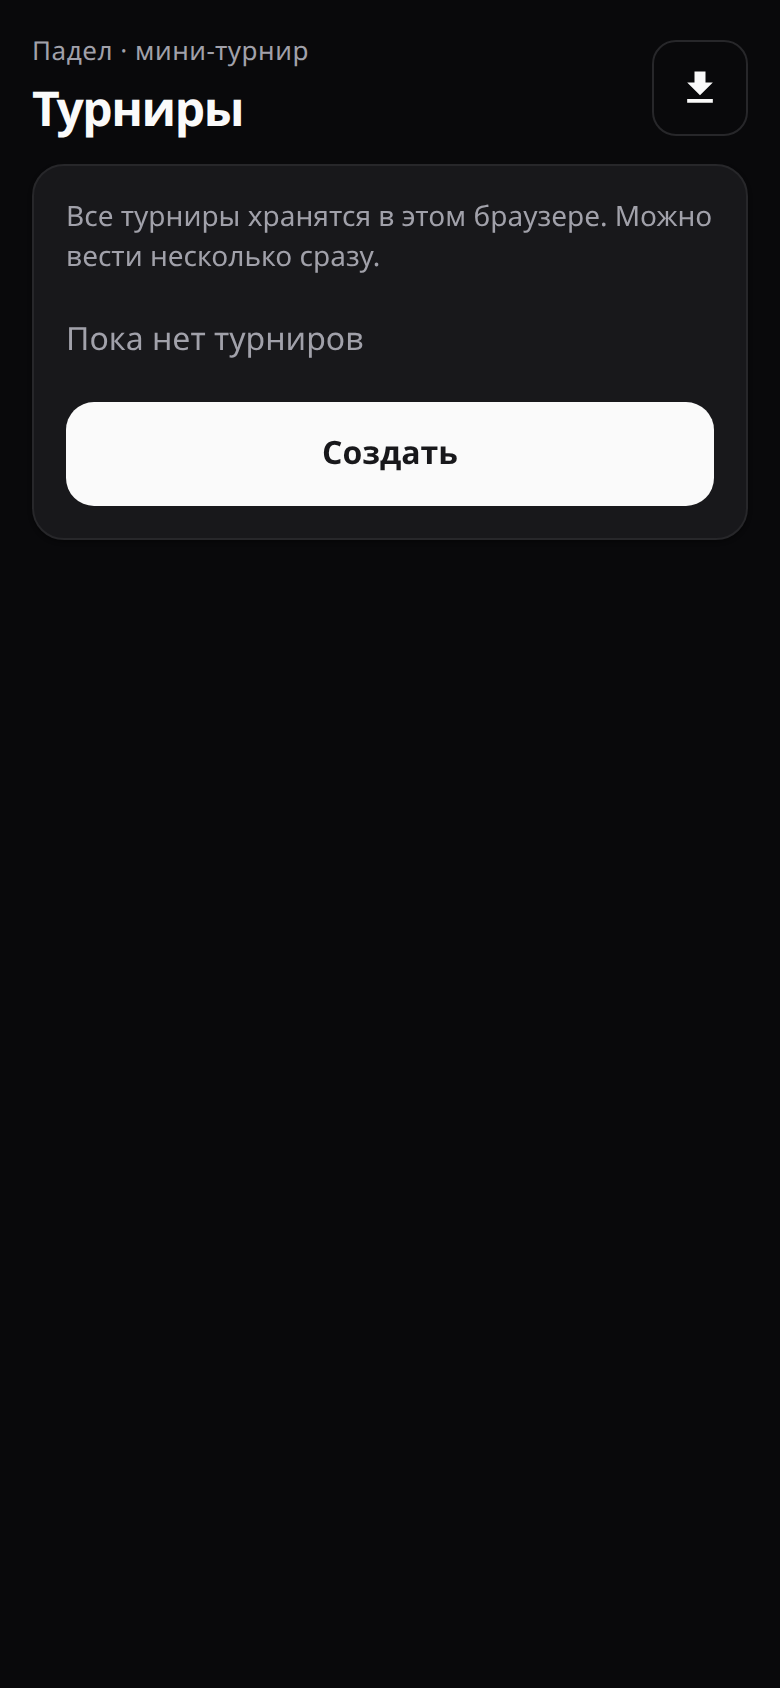 Падел · мини-турнир
Турниры
Все турниры хранятся в этом браузере. Можно
вести несколько сразу.
Пока нет турниров
Создать